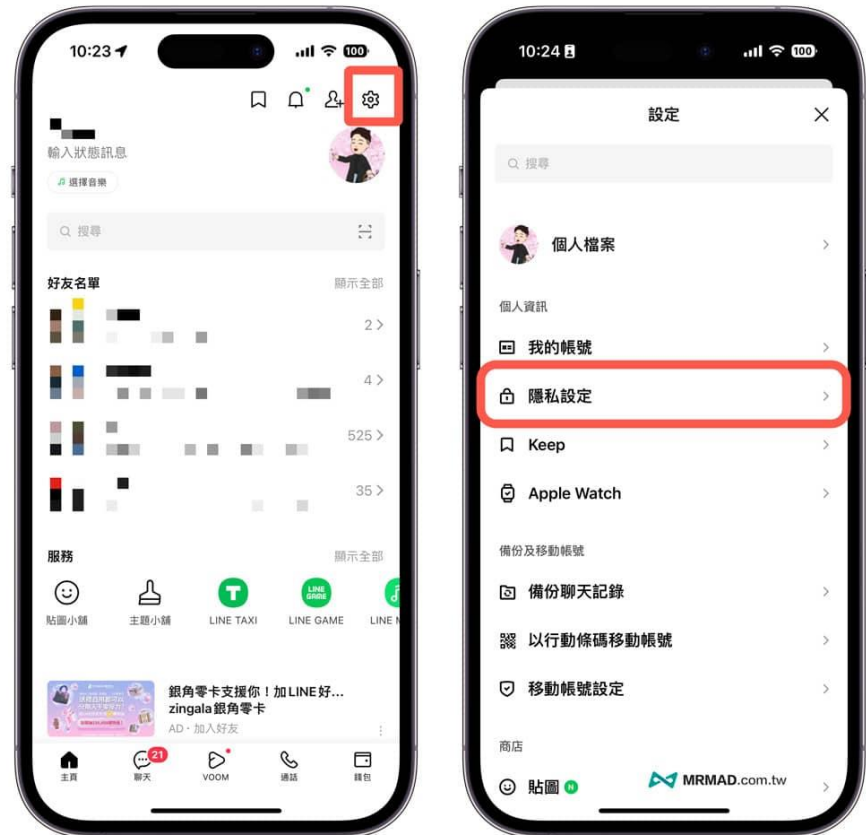 10:23
100
輸入狀態訊息
選擇音樂
搜尋
好友名單 顯示全部
2
4
525
35
服務 顯示全部
貼圖小舖 主題小舖 LINE TAXI LINE GAME LINE M
銀角零卡支援你！加LINE好...
zingala銀角零卡
AD・加入好友
21
主頁 聊天 VOOM 通話 錢包
10:24
100
設定
搜尋
個人檔案
個人資訊
我的帳號
隱私設定
Keep
Apple Watch
備份及移動帳號
備份聊天記錄
以行動條碼移動帳號
移動帳號設定
商店
貼圖 N
MRMAD.com.tw